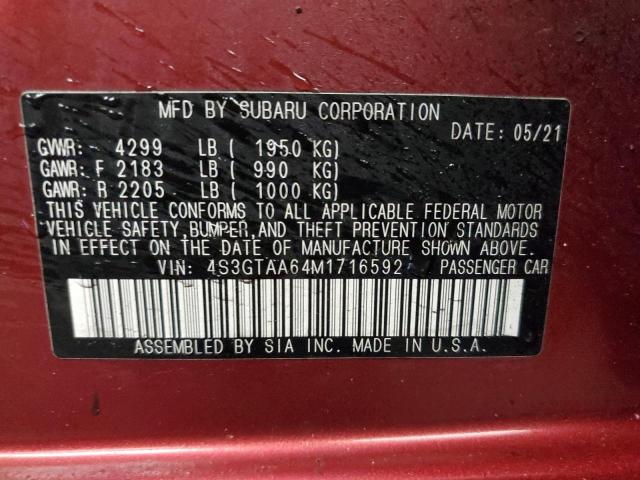 MFD BY SUBARU CORPORATION
DATE: 05/21
GVWR: 4299 LB ( 1950 KG)
GAWR: F 2183 LB ( 990 KG)
GAWR: R 2205 LB ( 1000 KG)
THIS VEHICLE CONFORMS TO ALL APPLICABLE FEDERAL MOTOR
VEHICLE SAFETY, BUMPER, AND THEFT PREVENTION STANDARDS
IN EFFECT ON THE DATE OF MANUFACTURE SHOWN ABOVE.
VIN: 4S3GTAA64M1716592 PASSENGER CAR
ASSEMBLED BY SIA INC. MADE IN U.S.A.